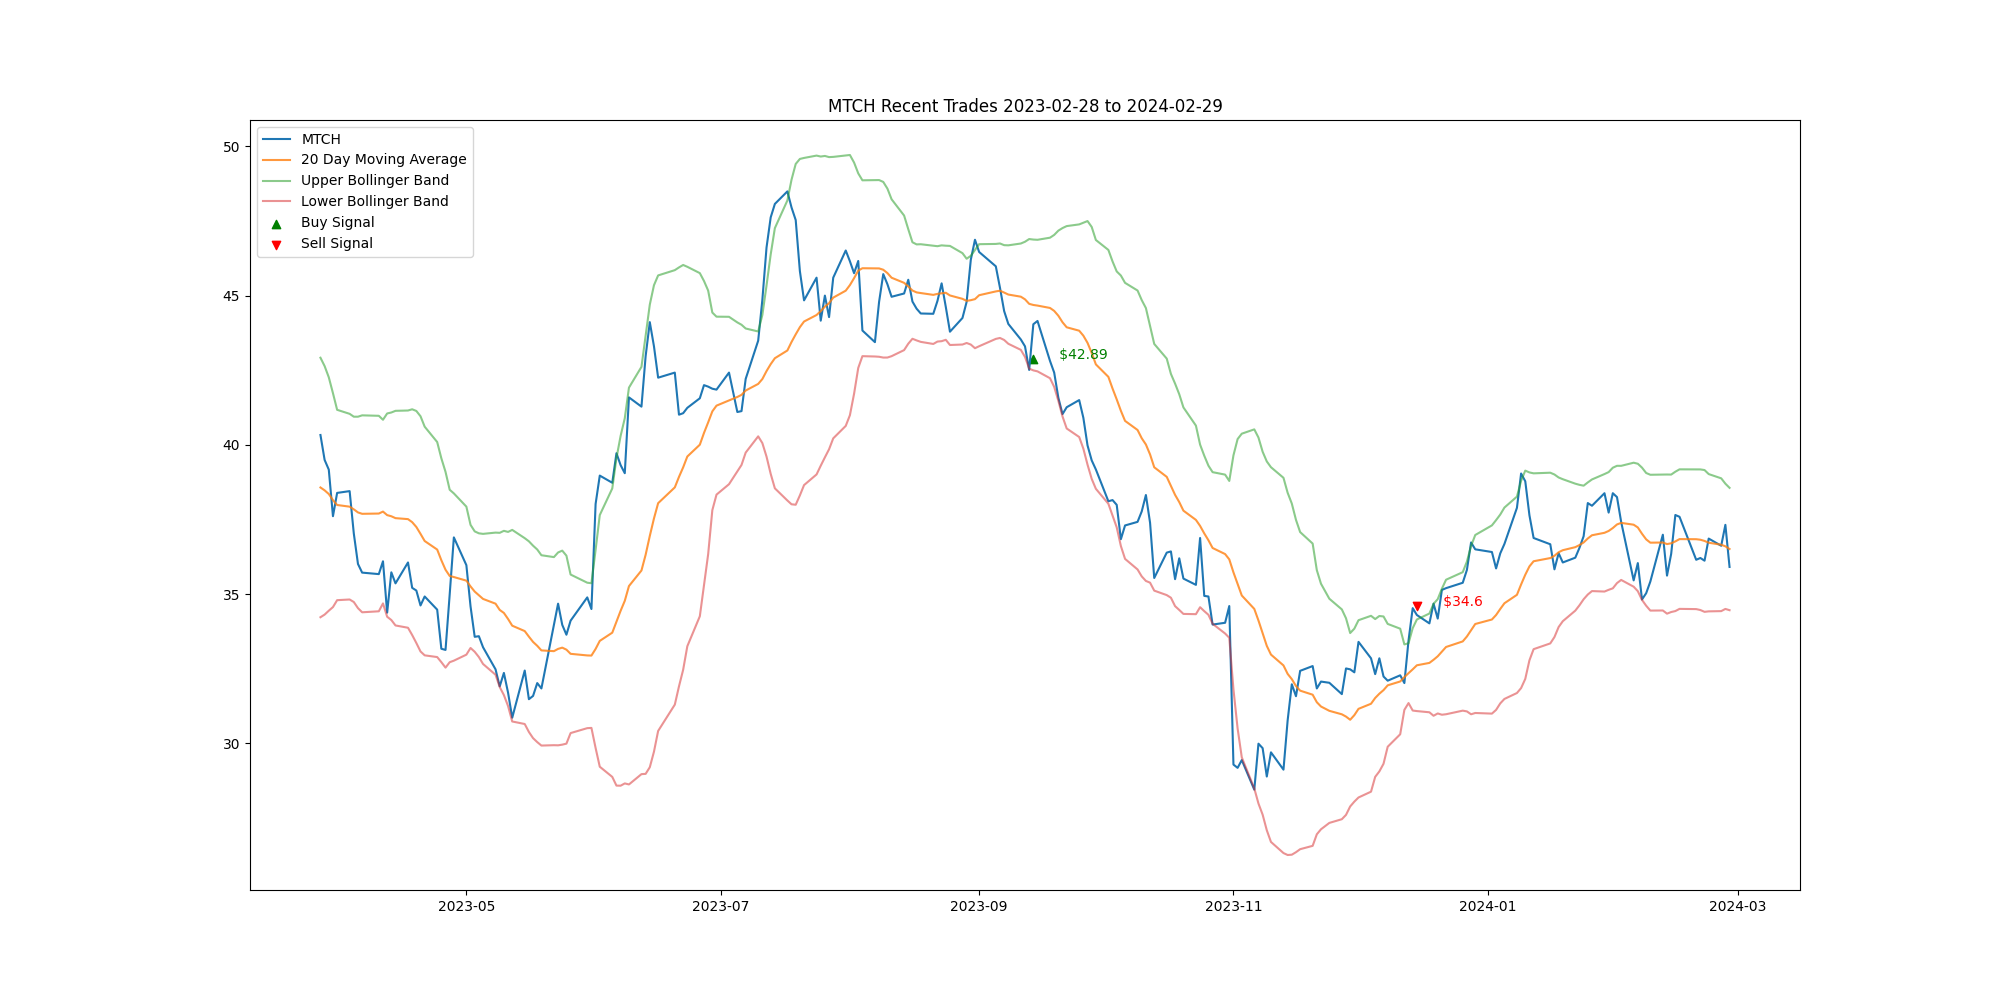 MTCH Recent Trades 2023-02-28 to 2024-02-29
MTCH
20 Day Moving Average
Upper Bollinger Band
Lower Bollinger Band
Buy Signal
Sell Signal
50
45
40
35
30
$42.89
$34.6
2023-05
2023-07
2023-09
2023-11
2024-01
2024-03